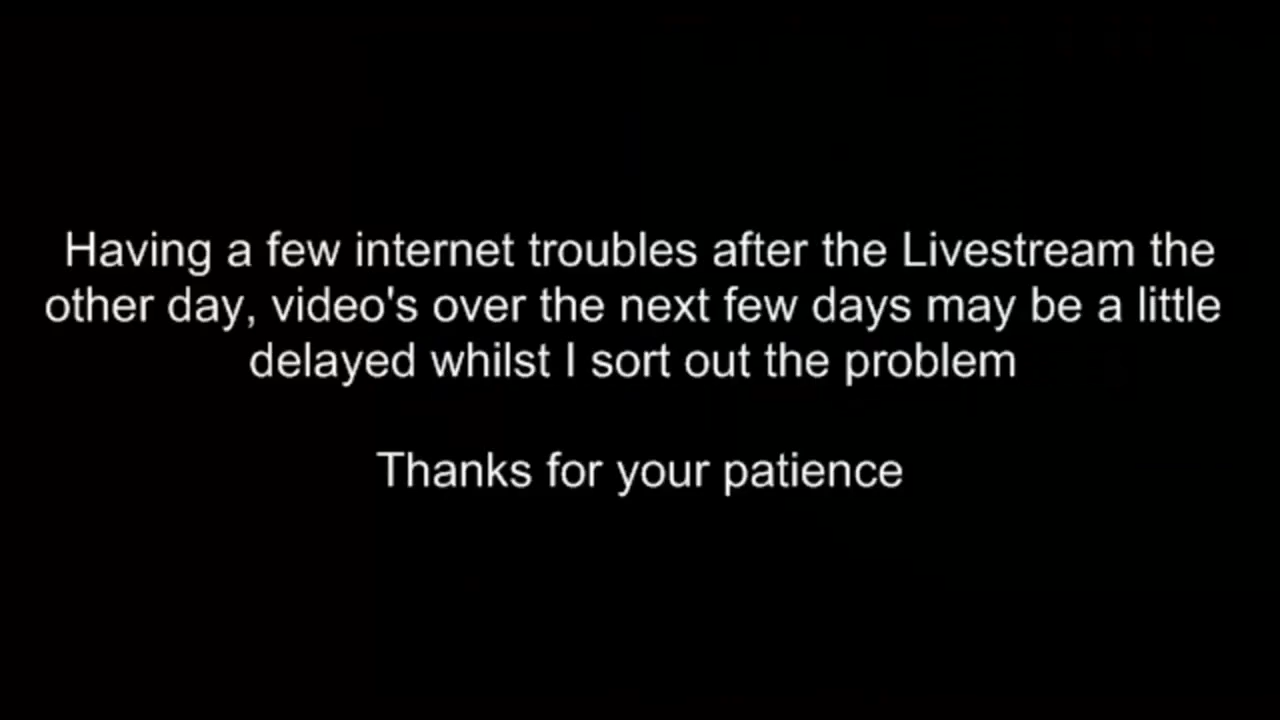 Having a few internet troubles after the Livestream the
other day, video's over the next few days may be a little
delayed whilst I sort out the problem
Thanks for your patience